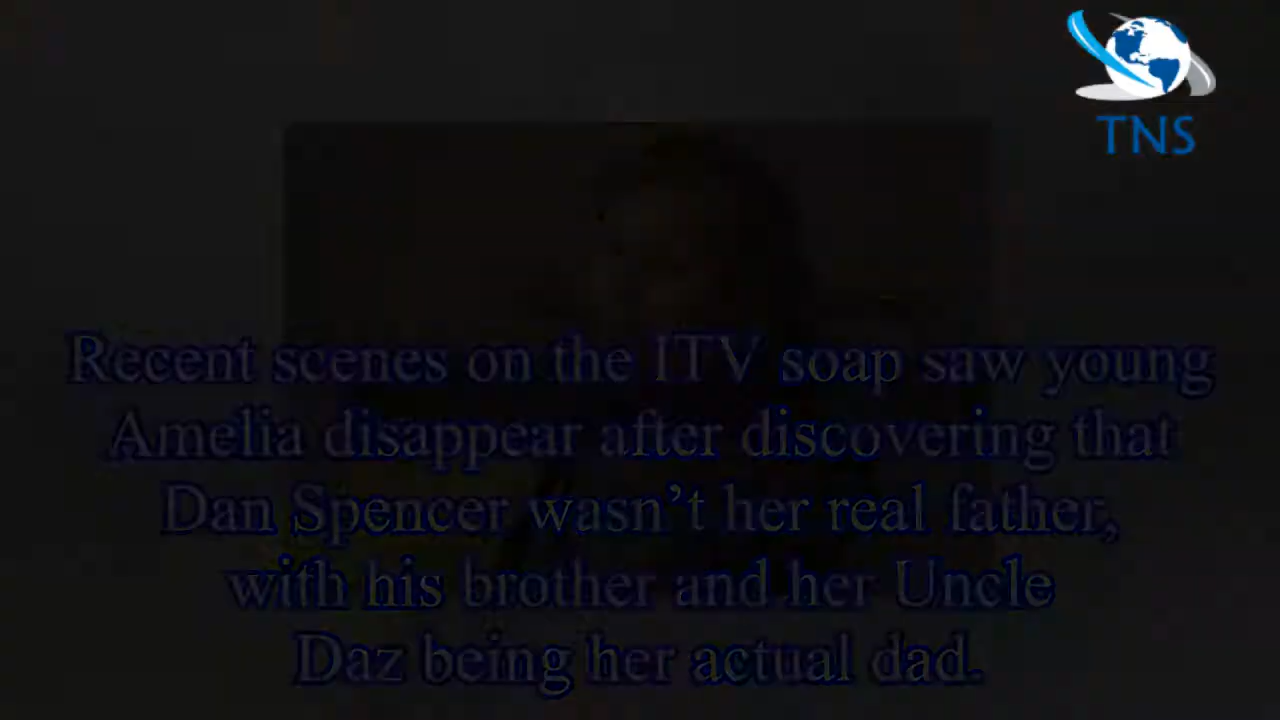 TNS
Recent scenes on the ITV soap saw young
Amelia disappear after discovering that
Dan Spencer wasn’t her real father,
with his brother and her Uncle
Daz being her actual dad.